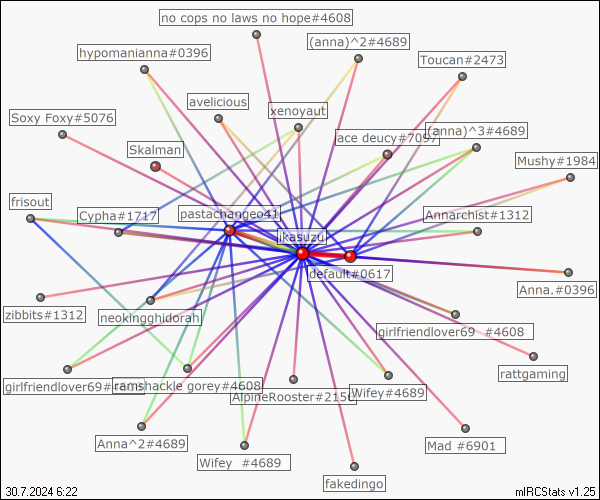 no cops no laws no hope#4608
(anna)^2#4689
hypomanianna#0396
Toucan#2473
avelicious
xenoyaut
Soxy Foxy#5076
ace deucy#7097
(anna)^3#4689
Skalman
Mushy#1984
frisout
Cypha#1717
pastachangeo41
Annarchist#1312
ikasuzu
default#0617
Anna.#0396
zibbits#1312
neokingghidorah
girlfriendlover69 #4608
rattgaming
girlfriendlover69#
ramshackle gorey#4608
AlpineRooster#2156
Wifey#4689
Anna^2#4689
Mad #6901
Wifey #4689
fakedingo
30.7.2024 6:22
mIRCStats v1.25